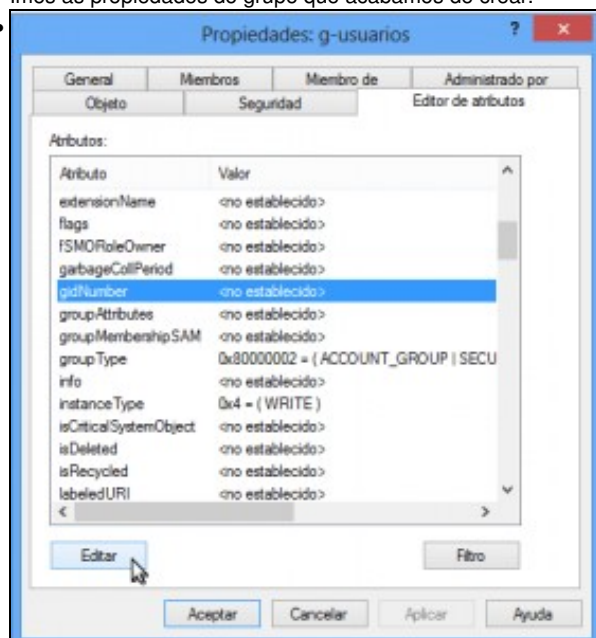 imos as propiedades do grupo que acabamos de crear:
Propiedades: g-usuarios ?
General Miembros Miembro de Administrado por
Objeto Seguridad Editor de atributos
Atributos:
Atributo Valor
extensionName <no establecido>
flags <no establecido>
fSMORoleOwner <no establecido>
garbageCollPeriod <no establecido>
gidNumber <no establecido>
groupAttributes <no establecido>
groupMembershipSAM <no establecido>
groupType 0x80000002 = ( ACCOUNT_GROUP | SECU
info <no establecido>
instanceType 0x4 = ( WRITE )
isCriticalSystemObject <no establecido>
isDeleted <no establecido>
isRecycled <no establecido>
labeledURI <no establecido>
Editar Filtro
Aceptar Cancelar Aplicar Ayuda